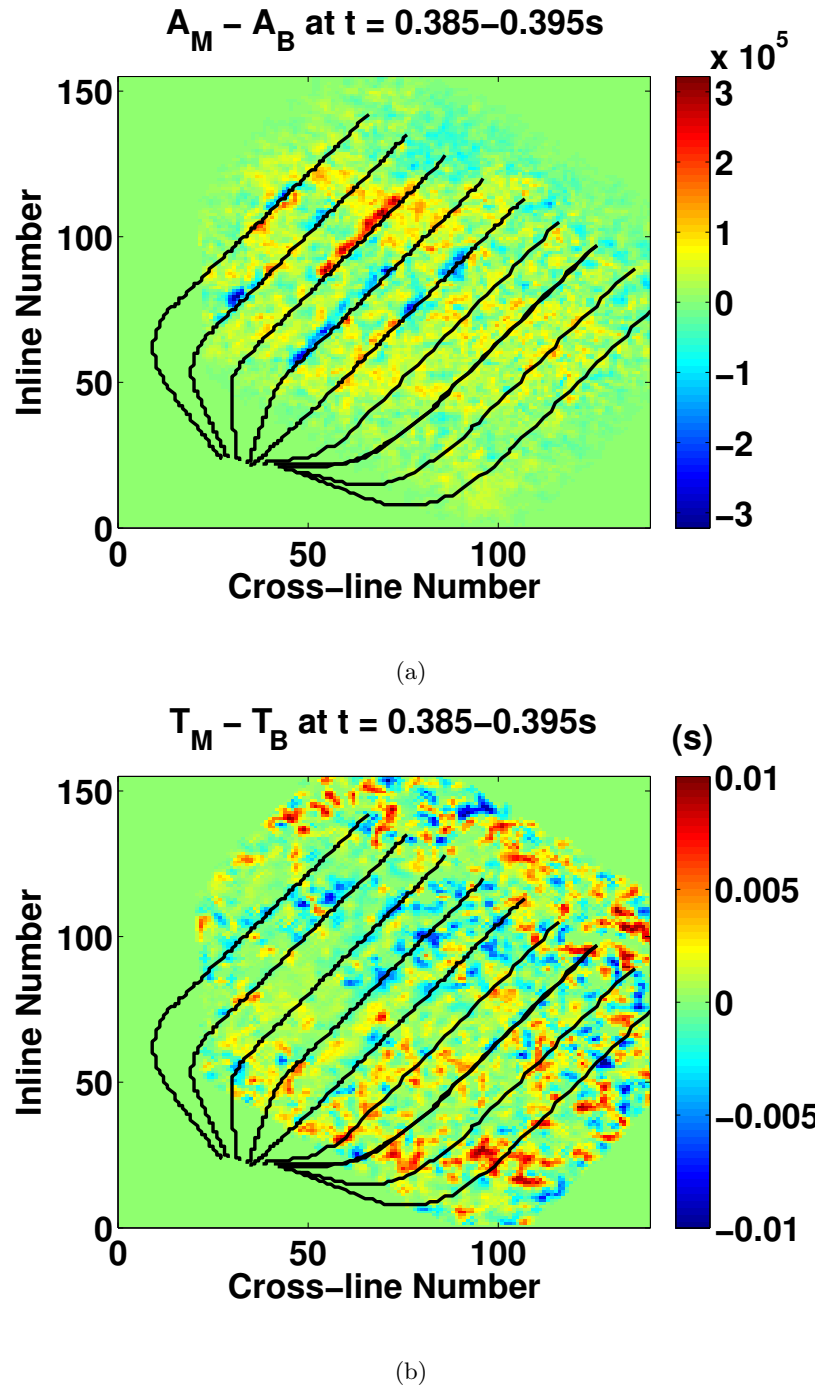 A_M − A_B at t = 0.385−0.395s
x 10^5
150
100
50
0
Inline Number
0
50
100
Cross−line Number
3
2
1
0
−1
−2
−3
(a)
T_M − T_B at t = 0.385−0.395s
(s)
150
100
50
0
Inline Number
0
50
100
Cross−line Number
0.01
0.005
0
−0.005
−0.01
(b)